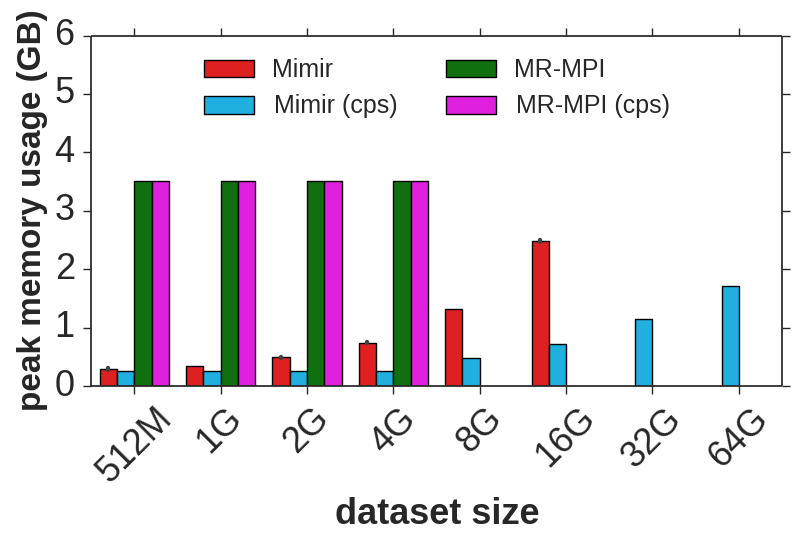 peak memory usage (GB)
6
5
4
3
2
1
0
Mimir
MR-MPI
Mimir (cps)
MR-MPI (cps)
512M 1G 2G 4G 8G 16G 32G 64G
dataset size